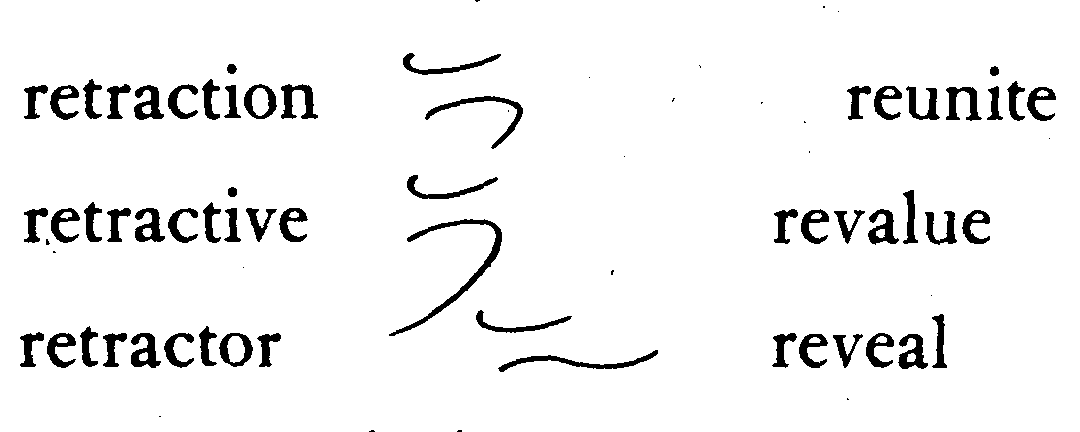 retraction reunite
retractive revalue
retractor reveal